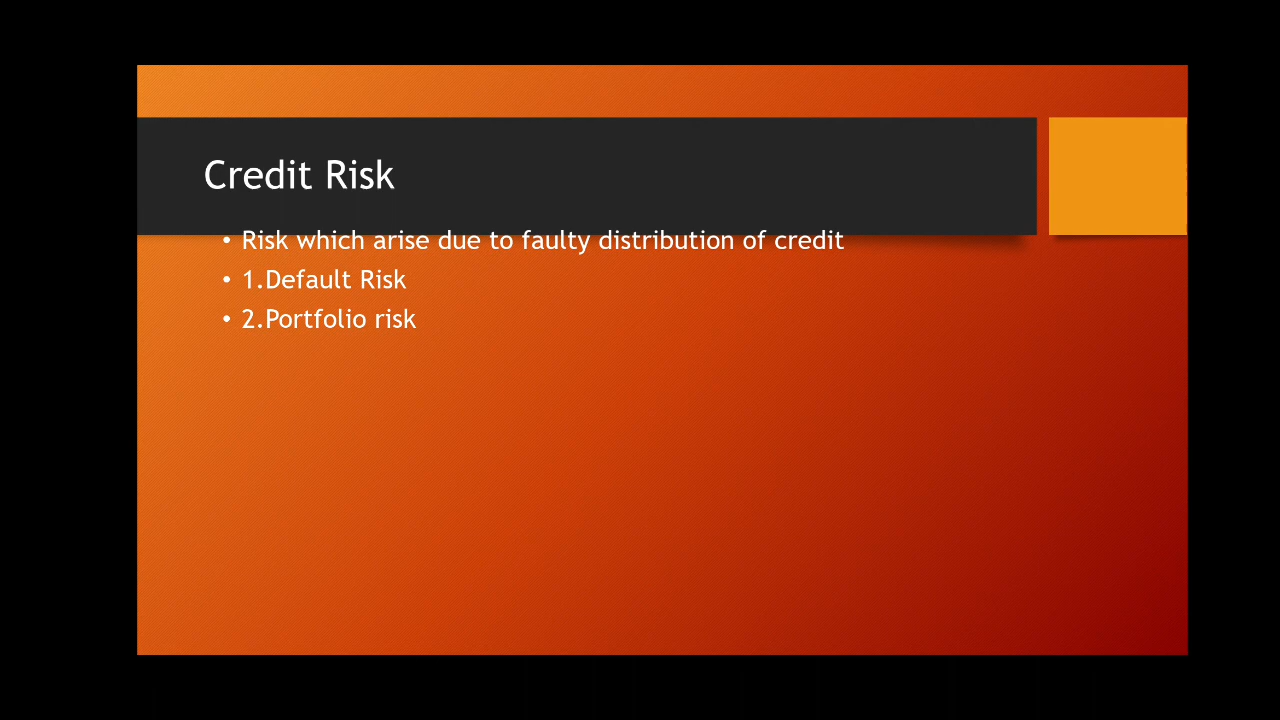 Credit Risk
• Risk which arise due to faulty distribution of credit
• 1.Default Risk
• 2.Portfolio risk